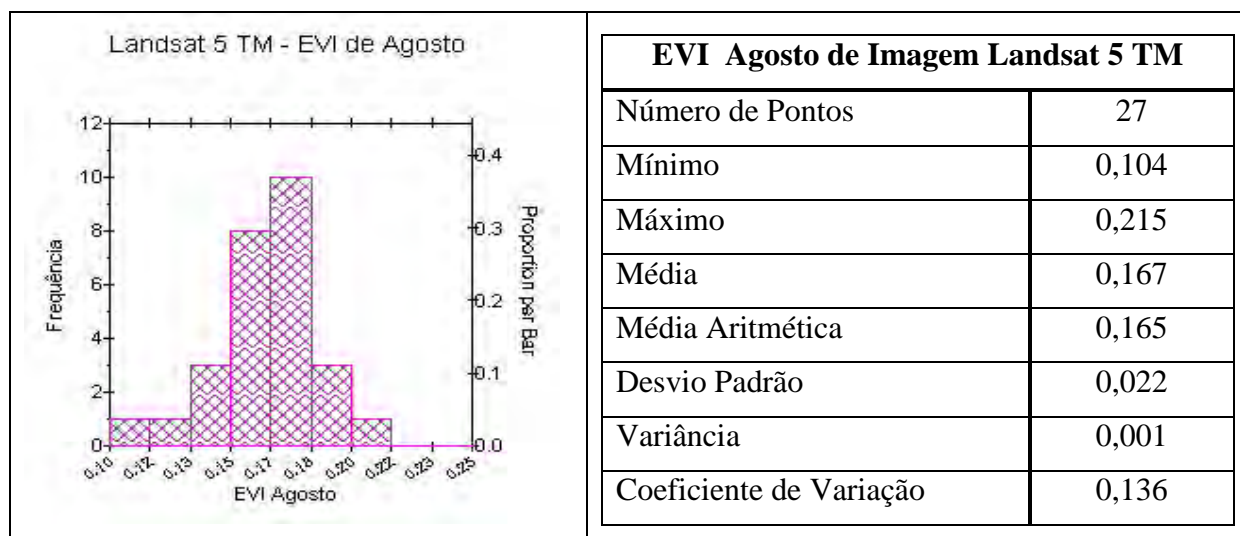 Landsat 5 TM - EVI de Agosto
12
10
8
6
4
2
0
Frequência
0.4
0.3
0.2
0.1
0.0
Proportion per Bar
0.10 0.12 0.13 0.15 0.17 0.18 0.20 0.22 0.23 0.25
EVI Agosto
EVI Agosto de Imagem Landsat 5 TM
Número de Pontos 27
Mínimo 0,104
Máximo 0,215
Média 0,167
Média Aritmética 0,165
Desvio Padrão 0,022
Variância 0,001
Coeficiente de Variação 0,136